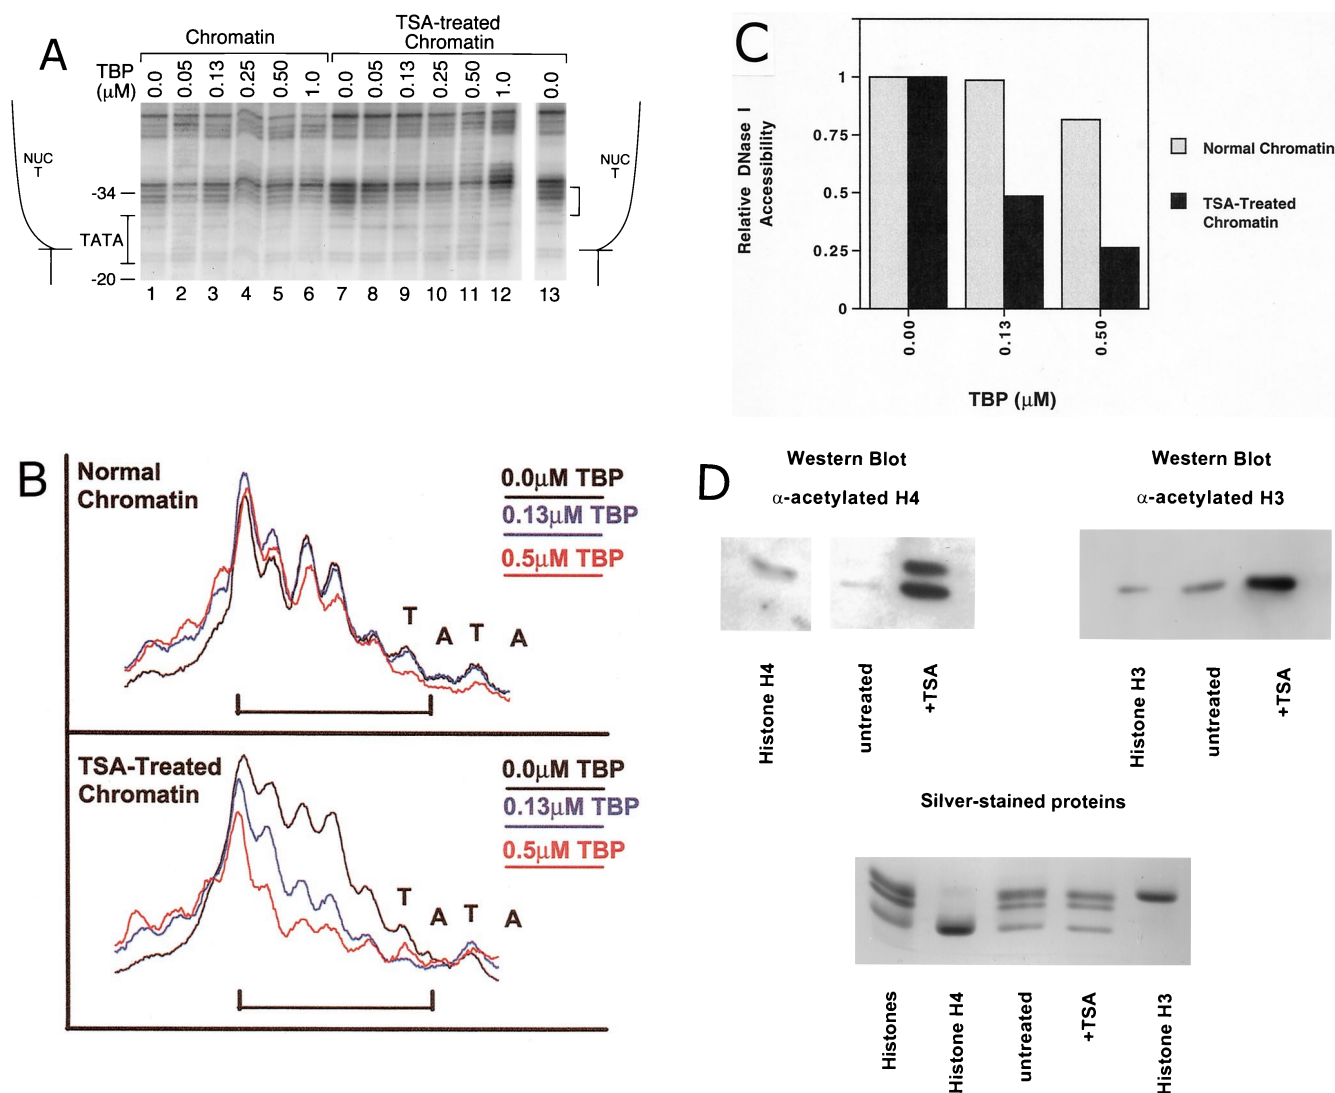 A
Chromatin
TSA-treated
Chromatin
TBP
(μM)
0.0
0.05
0.13
0.25
0.50
1.0
0.0
0.05
0.13
0.25
0.50
1.0
0.0
NUC
T
-34
TATA
-20
NUC
T
1 2 3 4 5 6 7 8 9 10 11 12 13
C
Relative DNase I
Accessibility
1
0.75
0.5
0.25
0
0.00
0.13
0.50
TBP (μM)
Normal Chromatin
TSA-Treated
Chromatin
B
Normal
Chromatin
0.0μM TBP
0.13μM TBP
0.5μM TBP
T A T A
TSA-Treated
Chromatin
0.0μM TBP
0.13μM TBP
0.5μM TBP
T A T A
D
Western Blot
α-acetylated H4
Histone H4
untreated
+TSA
Western Blot
α-acetylated H3
Histone H3
untreated
+TSA
Silver-stained proteins
Histones
Histone H4
untreated
+TSA
Histone H3